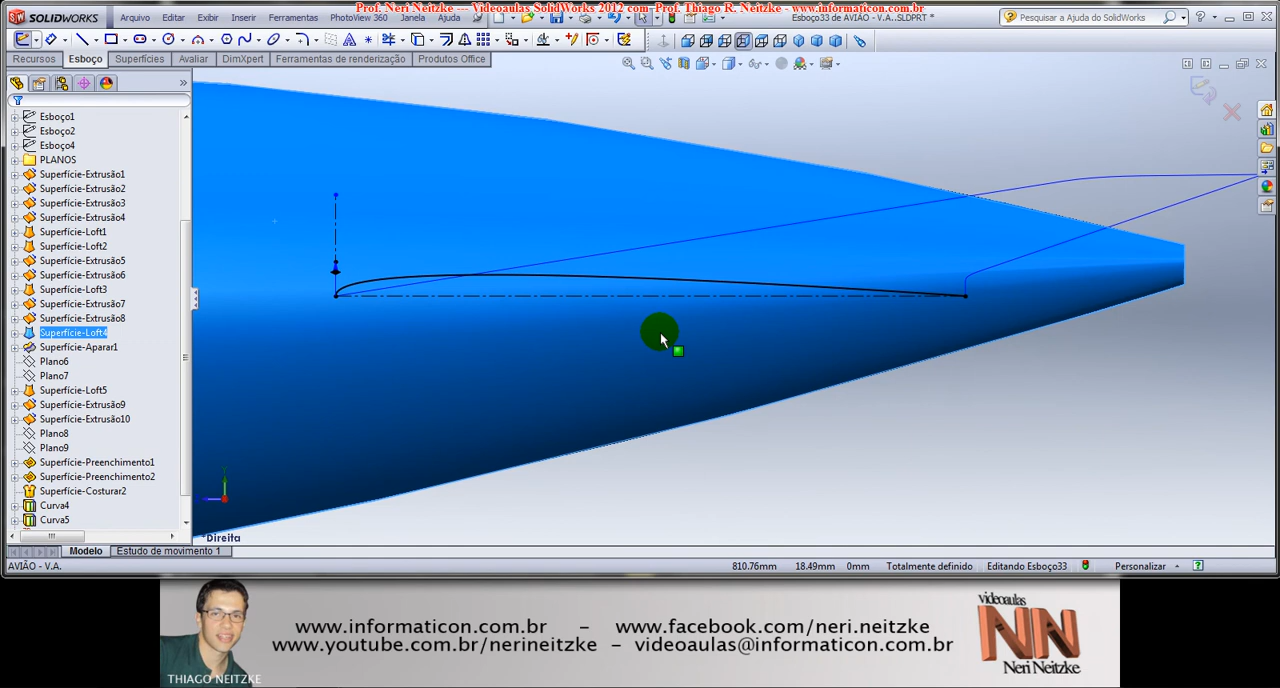 Prof. Neri Neitzke --- Videoaulas SolidWorks 2012 com Prof. Thiago R. Neitzke - www.informaticon.com.br
SOLIDWORKS Arquivo Editar Exibir Inserir Ferramentas PhotoView 360 Janela Ajuda Esboço33 de AVIÃO - V.A..SLDPRT * Pesquisar a Ajuda do SolidWorks
Recursos Esboço Superfícies Avaliar DimXpert Ferramentas de renderização Produtos Office
Esboço1
Esboço2
Esboço4
PLANOS
Superfície-Extrusão1
Superfície-Extrusão2
Superfície-Extrusão3
Superfície-Extrusão4
Superfície-Loft1
Superfície-Loft2
Superfície-Extrusão5
Superfície-Extrusão6
Superfície-Loft3
Superfície-Extrusão7
Superfície-Extrusão8
Superfície-Loft4
Superfície-Aparar1
Plano6
Plano7
Superfície-Loft5
Superfície-Extrusão9
Superfície-Extrusão10
Plano8
Plano9
Superfície-Preenchimento1
Superfície-Preenchimento2
Superfície-Costurar2
Curva4
Curva5
*Direita
Modelo Estudo de movimento 1
AVIÃO - V.A. 810.76mm 18.49mm 0mm Totalmente definido Editando Esboço33 Personalizar
www.informaticon.com.br - www.facebook.com/neri.neitzke
www.youtube.com.br/nerineitzke - videoaulas@informaticon.com.br
THIAGO NEITZKE
videoaulas
NN
Neri Neitzke